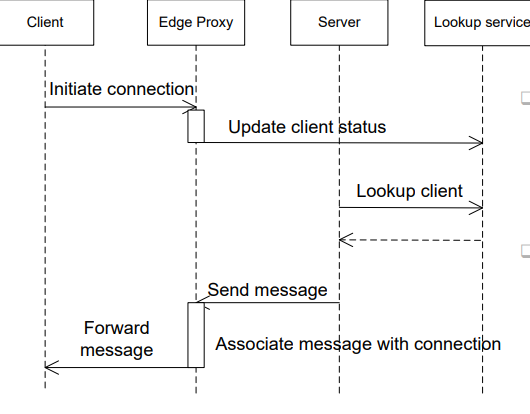 Client
Edge Proxy
Server
Lookup service
Initiate connection
Update client status
Lookup client
Send message
Forward
message
Associate message with connection